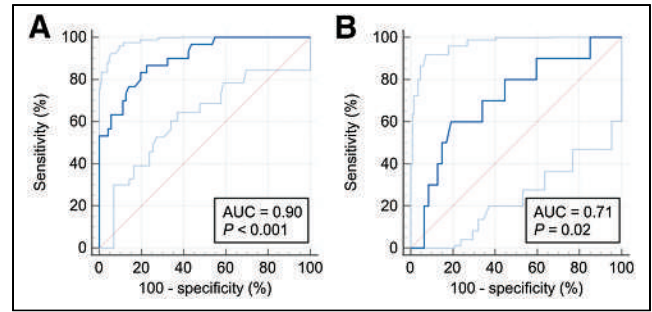 A
100
80
60
40
20
0
Sensitivity (%)
0 20 40 60 80 100
100 - specificity (%)
AUC = 0.90
P < 0.001
B
100
80
60
40
20
0
Sensitivity (%)
0 20 40 60 80 100
100 - specificity (%)
AUC = 0.71
P = 0.02